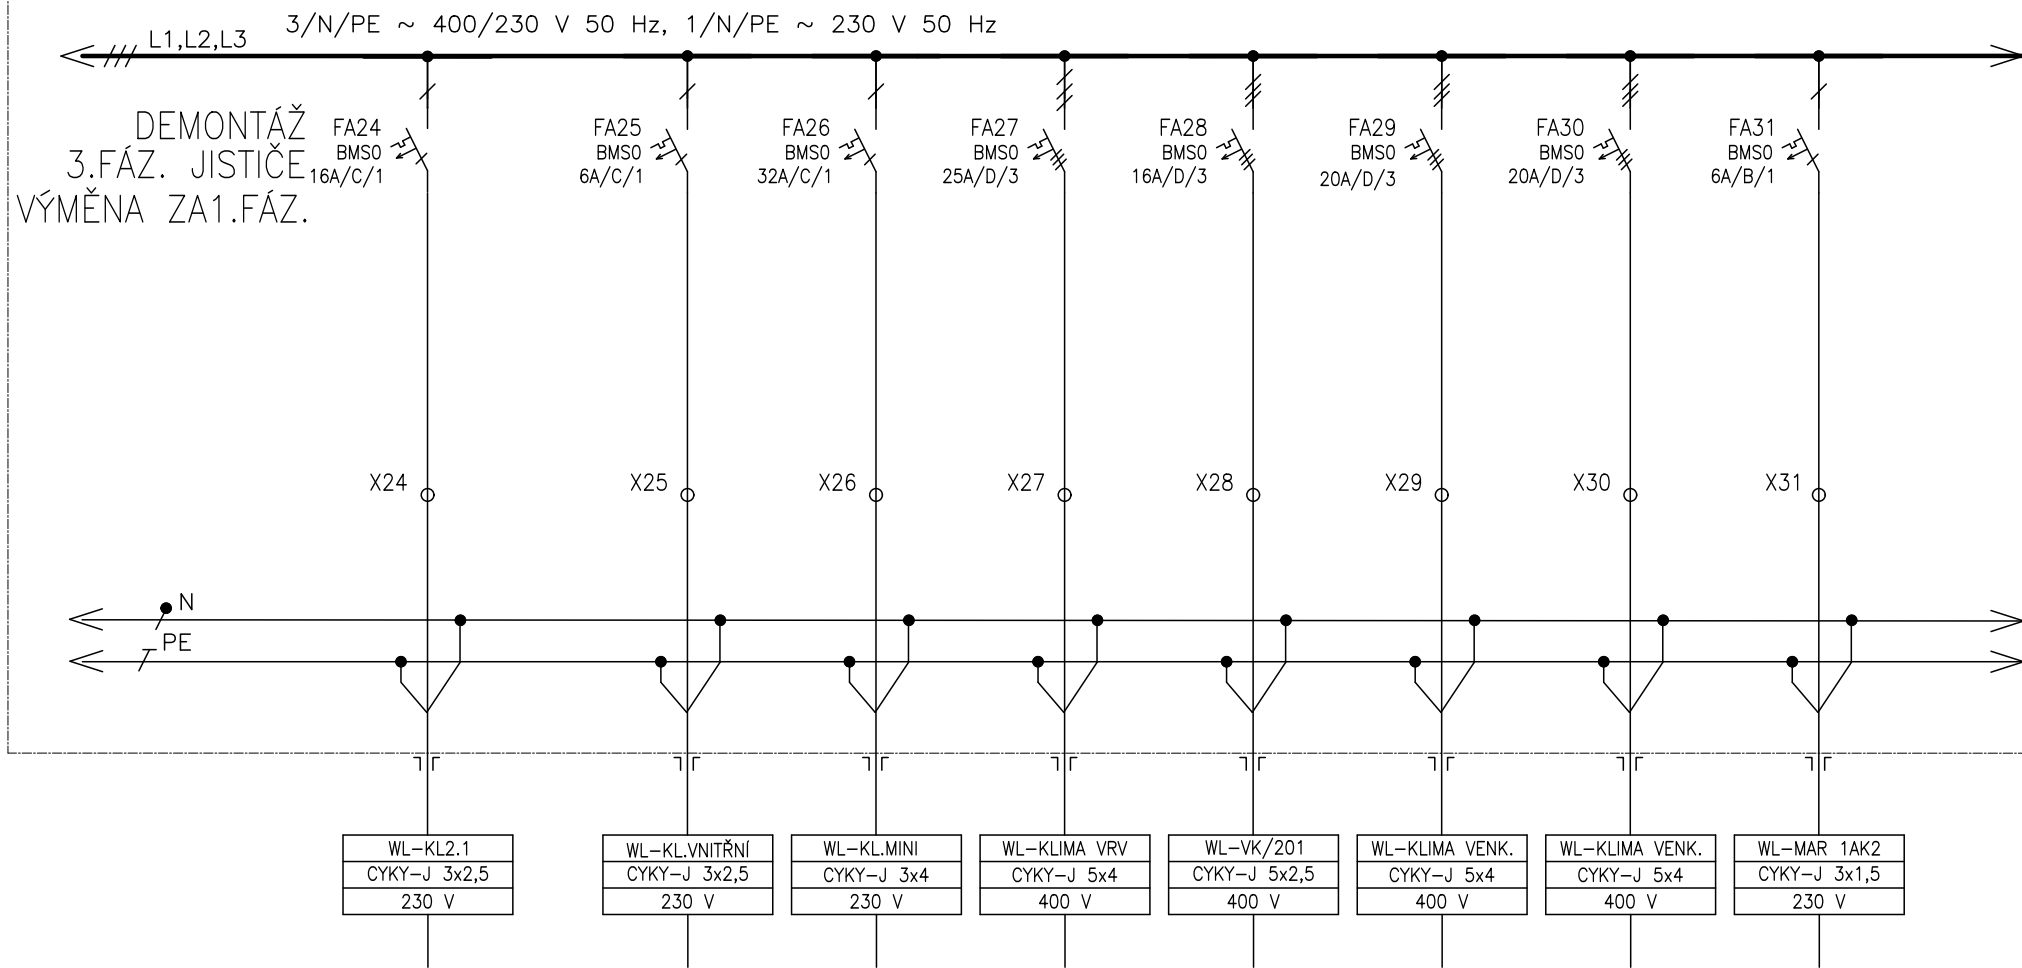 3/N/PE ~ 400/230 V 50 Hz, 1/N/PE ~ 230 V 50 Hz
L1,L2,L3
DEMONTÁŽ
3.FÁZ. JISTIČE
VÝMĚNA ZA1.FÁZ.
FA24
BMS0
16A/C/1
FA25
BMS0
6A/C/1
FA26
BMS0
32A/C/1
FA27
BMS0
25A/D/3
FA28
BMS0
16A/D/3
FA29
BMS0
20A/D/3
FA30
BMS0
20A/D/3
FA31
BMS0
6A/B/1
X24
X25
X26
X27
X28
X29
X30
X31
N
PE
WL-KL2.1
CYKY-J 3x2,5
230 V
WL-KL.VNITŘNÍ
CYKY-J 3x2,5
230 V
WL-KL.MINI
CYKY-J 3x4
230 V
WL-KLIMA VRV
CYKY-J 5x4
400 V
WL-VK/201
CYKY-J 5x2,5
400 V
WL-KLIMA VENK.
CYKY-J 5x4
400 V
WL-KLIMA VENK.
CYKY-J 5x4
400 V
WL-MAR 1AK2
CYKY-J 3x1,5
230 V